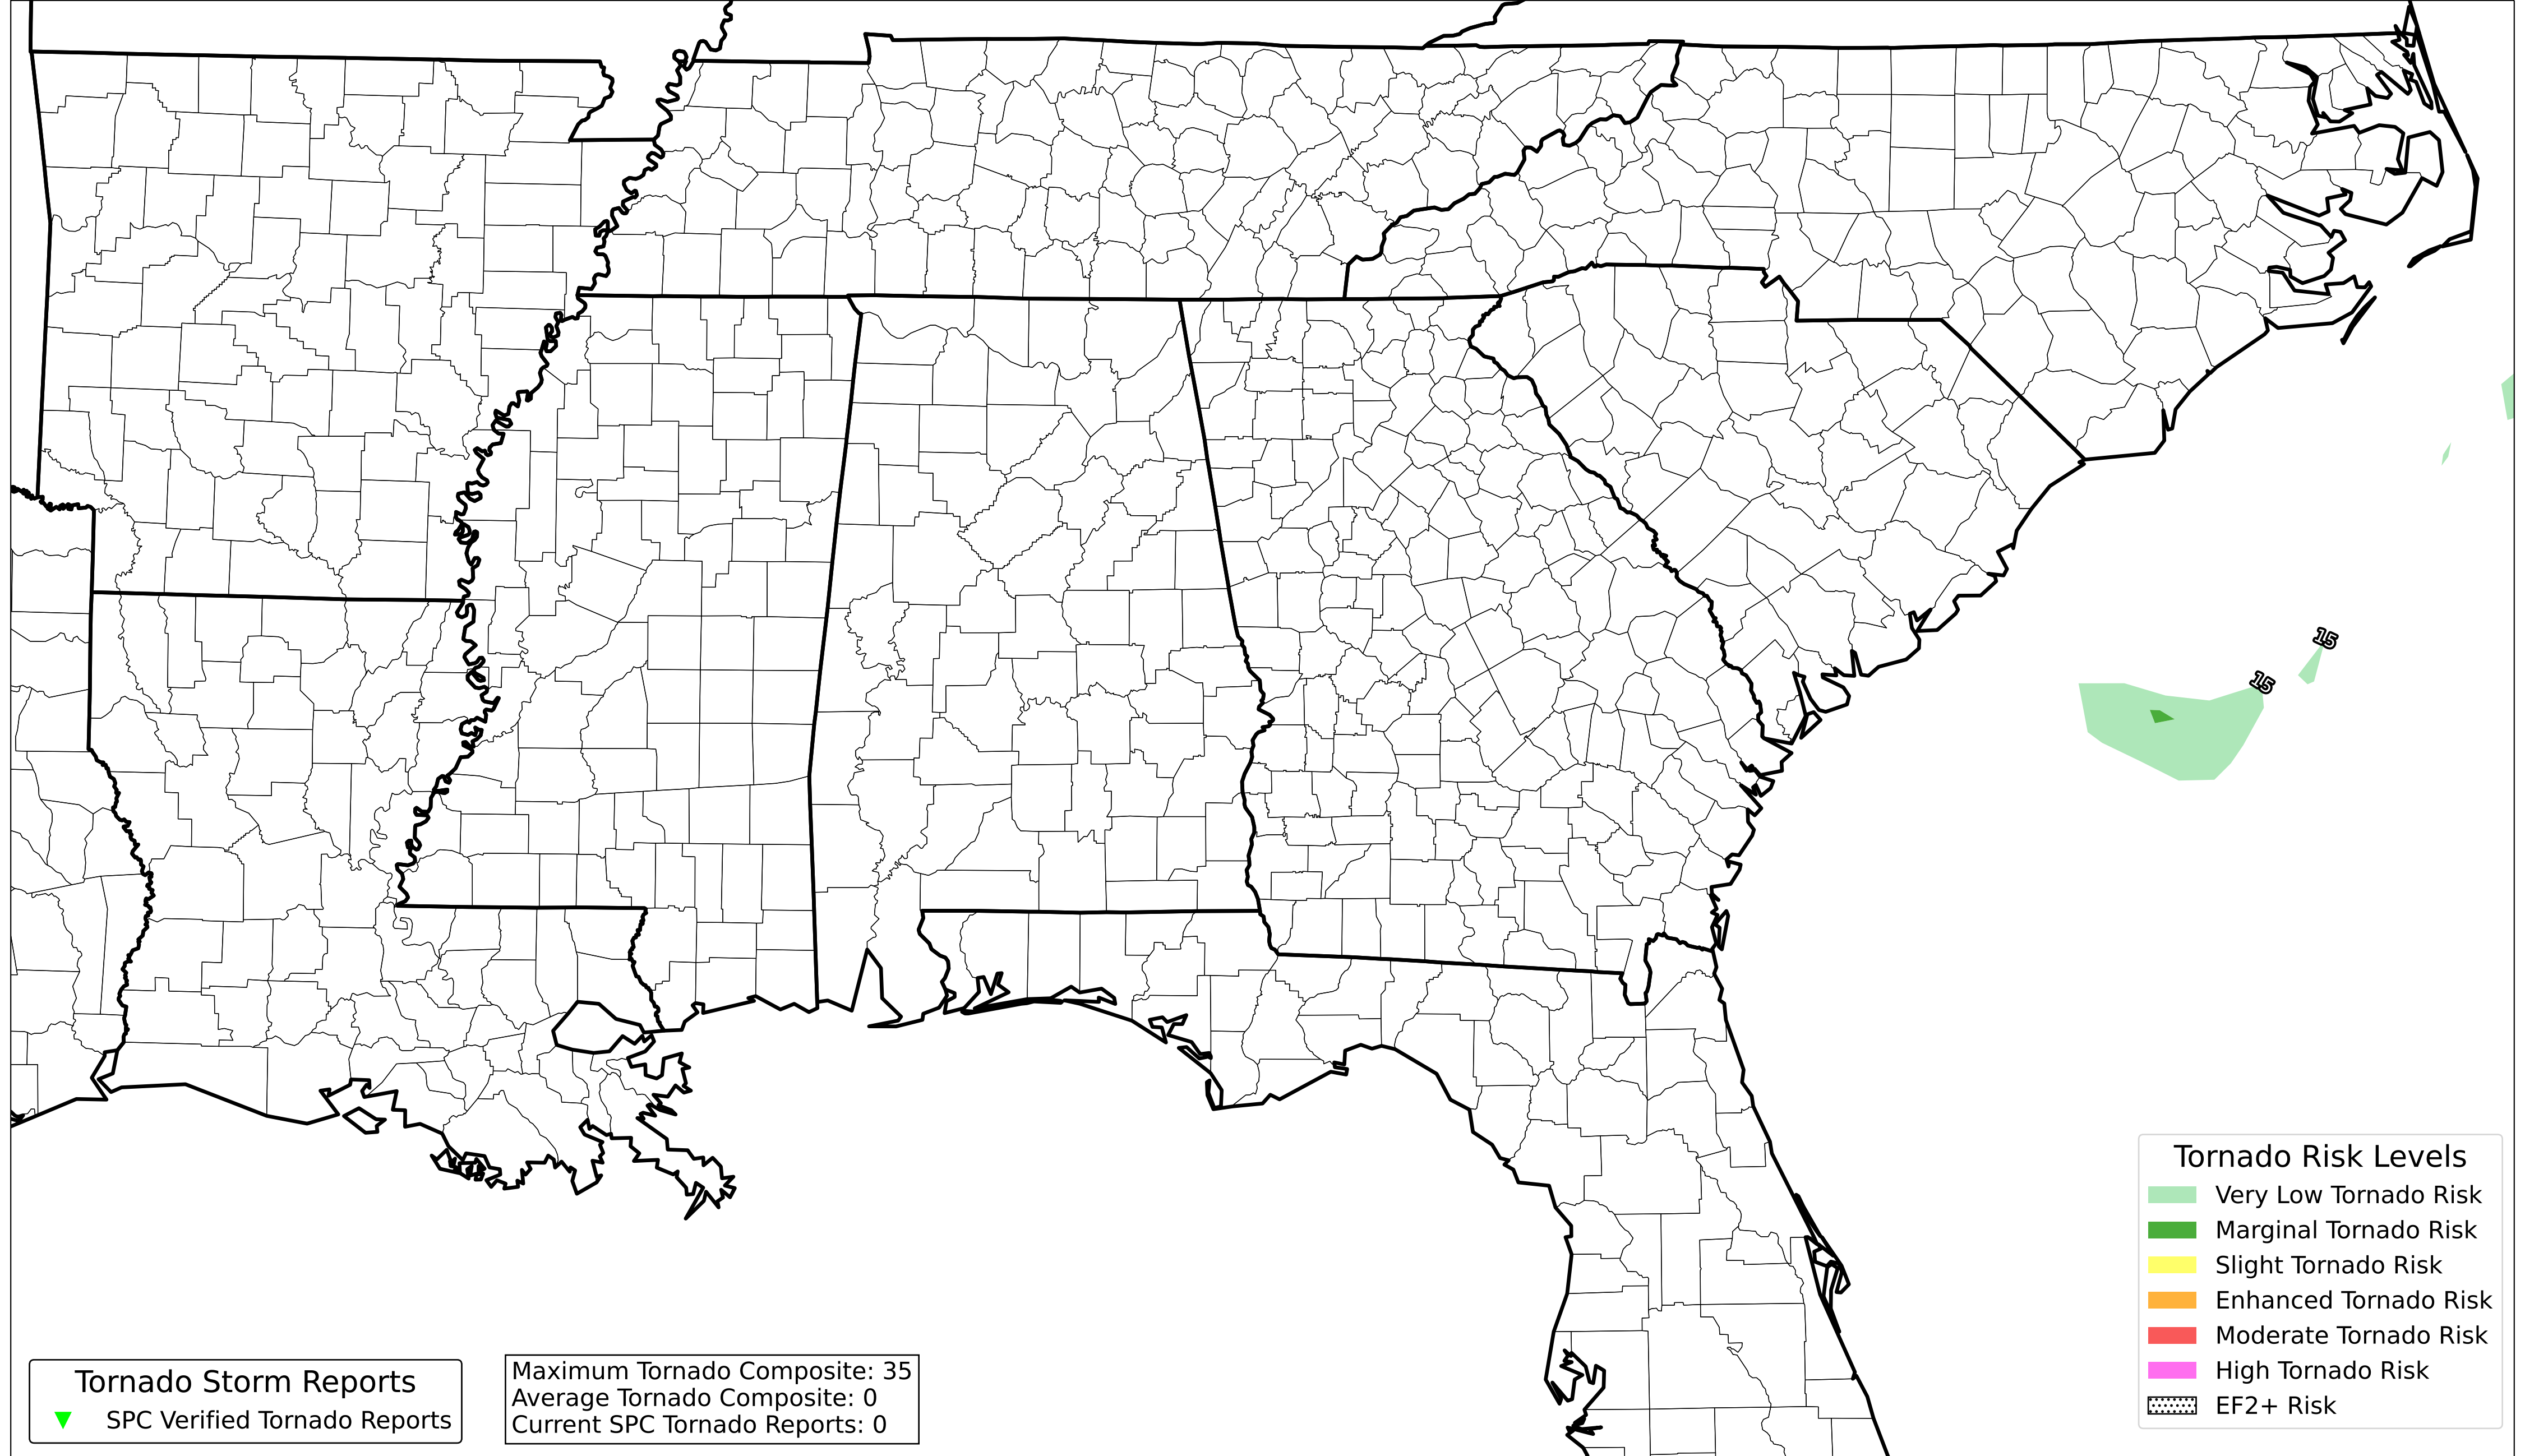 15
15
Tornado Risk Levels
Very Low Tornado Risk
Marginal Tornado Risk
Slight Tornado Risk
Enhanced Tornado Risk
Moderate Tornado Risk
High Tornado Risk
EF2+ Risk
Tornado Storm Reports
SPC Verified Tornado Reports
Maximum Tornado Composite: 35
Average Tornado Composite: 0
Current SPC Tornado Reports: 0